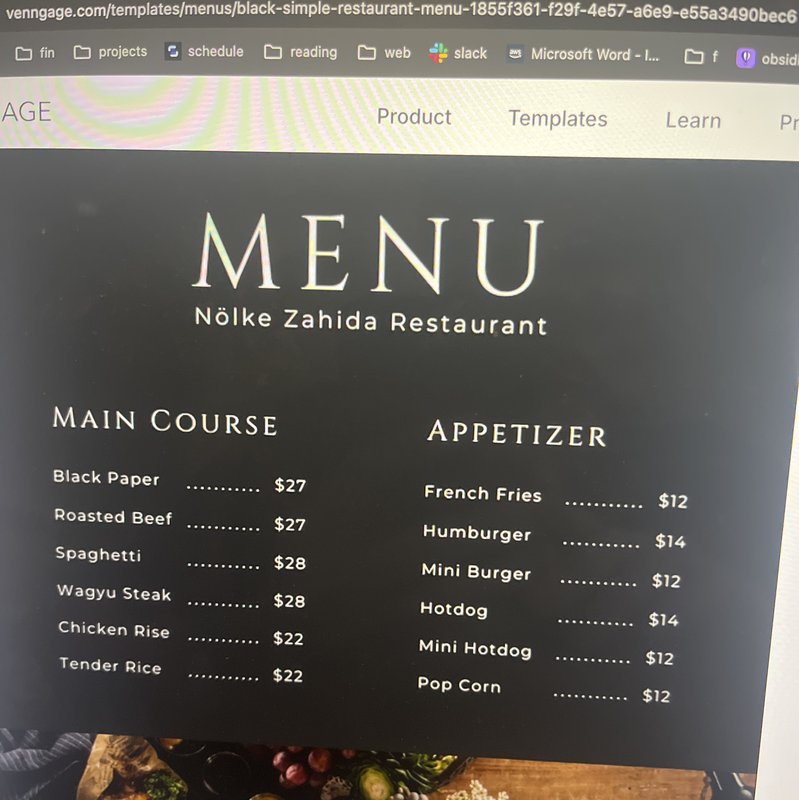 venngage.com/templates/menus/black-simple-restaurant-menu-1855f361-f29f-4e57-a6e9-e55a3490bec6
fin projects schedule reading web slack Microsoft Word - I... f obsidi
AGE Product Templates Learn Pr
MENU
Nölke Zahida Restaurant
MAIN COURSE
Black Paper ........... $27
Roasted Beef ........... $27
Spaghetti ........... $28
Wagyu Steak ........... $28
Chicken Rise ........... $22
Tender Rice ........... $22
APPETIZER
French Fries ........... $12
Humburger ........... $14
Mini Burger ........... $12
Hotdog ........... $14
Mini Hotdog ........... $12
Pop Corn ........... $12